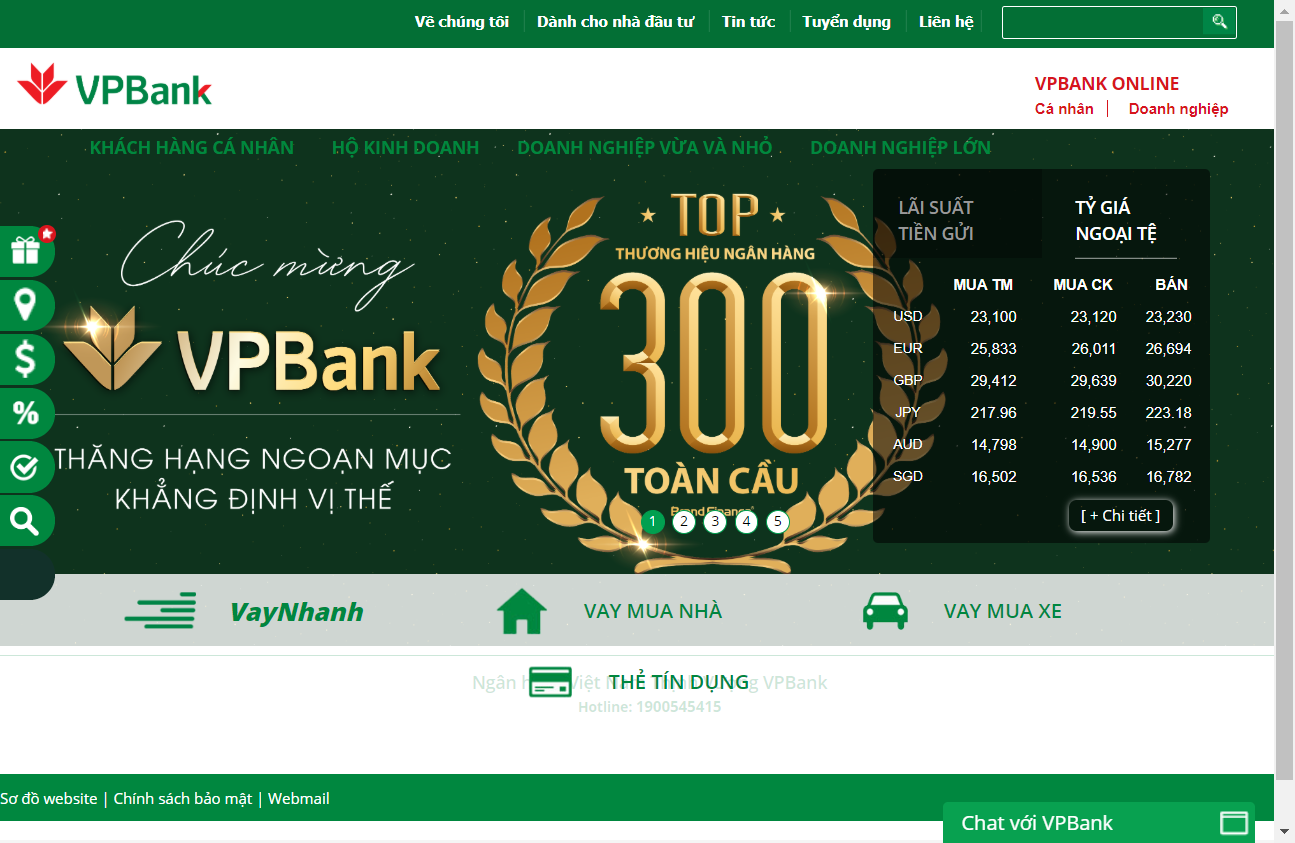 Về chúng tôi
Dành cho nhà đầu tư
Tin tức
Tuyển dụng
Liên hệ
VPBank
VPBANK ONLINE
Cá nhân
Doanh nghiệp
KHÁCH HÀNG CÁ NHÂN
HỘ KINH DOANH
DOANH NGHIỆP VỪA VÀ NHỎ
DOANH NGHIỆP LỚN
Chúc mừng
VPBank
THĂNG HẠNG NGOẠN MỤC
KHẲNG ĐỊNH VỊ THẾ
TOP
THƯƠNG HIỆU NGÂN HÀNG
300
TOÀN CẦU
Brand Finance®
1 2 3 4 5
LÃI SUẤT
TIỀN GỬI
TỶ GIÁ
NGOẠI TỆ
MUA TM MUA CK BÁN
USD 23,100 23,120 23,230
EUR 25,833 26,011 26,694
GBP 29,412 29,639 30,220
JPY 217.96 219.55 223.18
AUD 14,798 14,900 15,277
SGD 16,502 16,536 16,782
[ + Chi tiết ]
VayNhanh
VAY MUA NHÀ
VAY MUA XE
THẺ TÍN DỤNG
Ngân Việt VPBank
Hotline: 1900545415
Sơ đồ website | Chính sách bảo mật | Webmail
Chat với VPBank